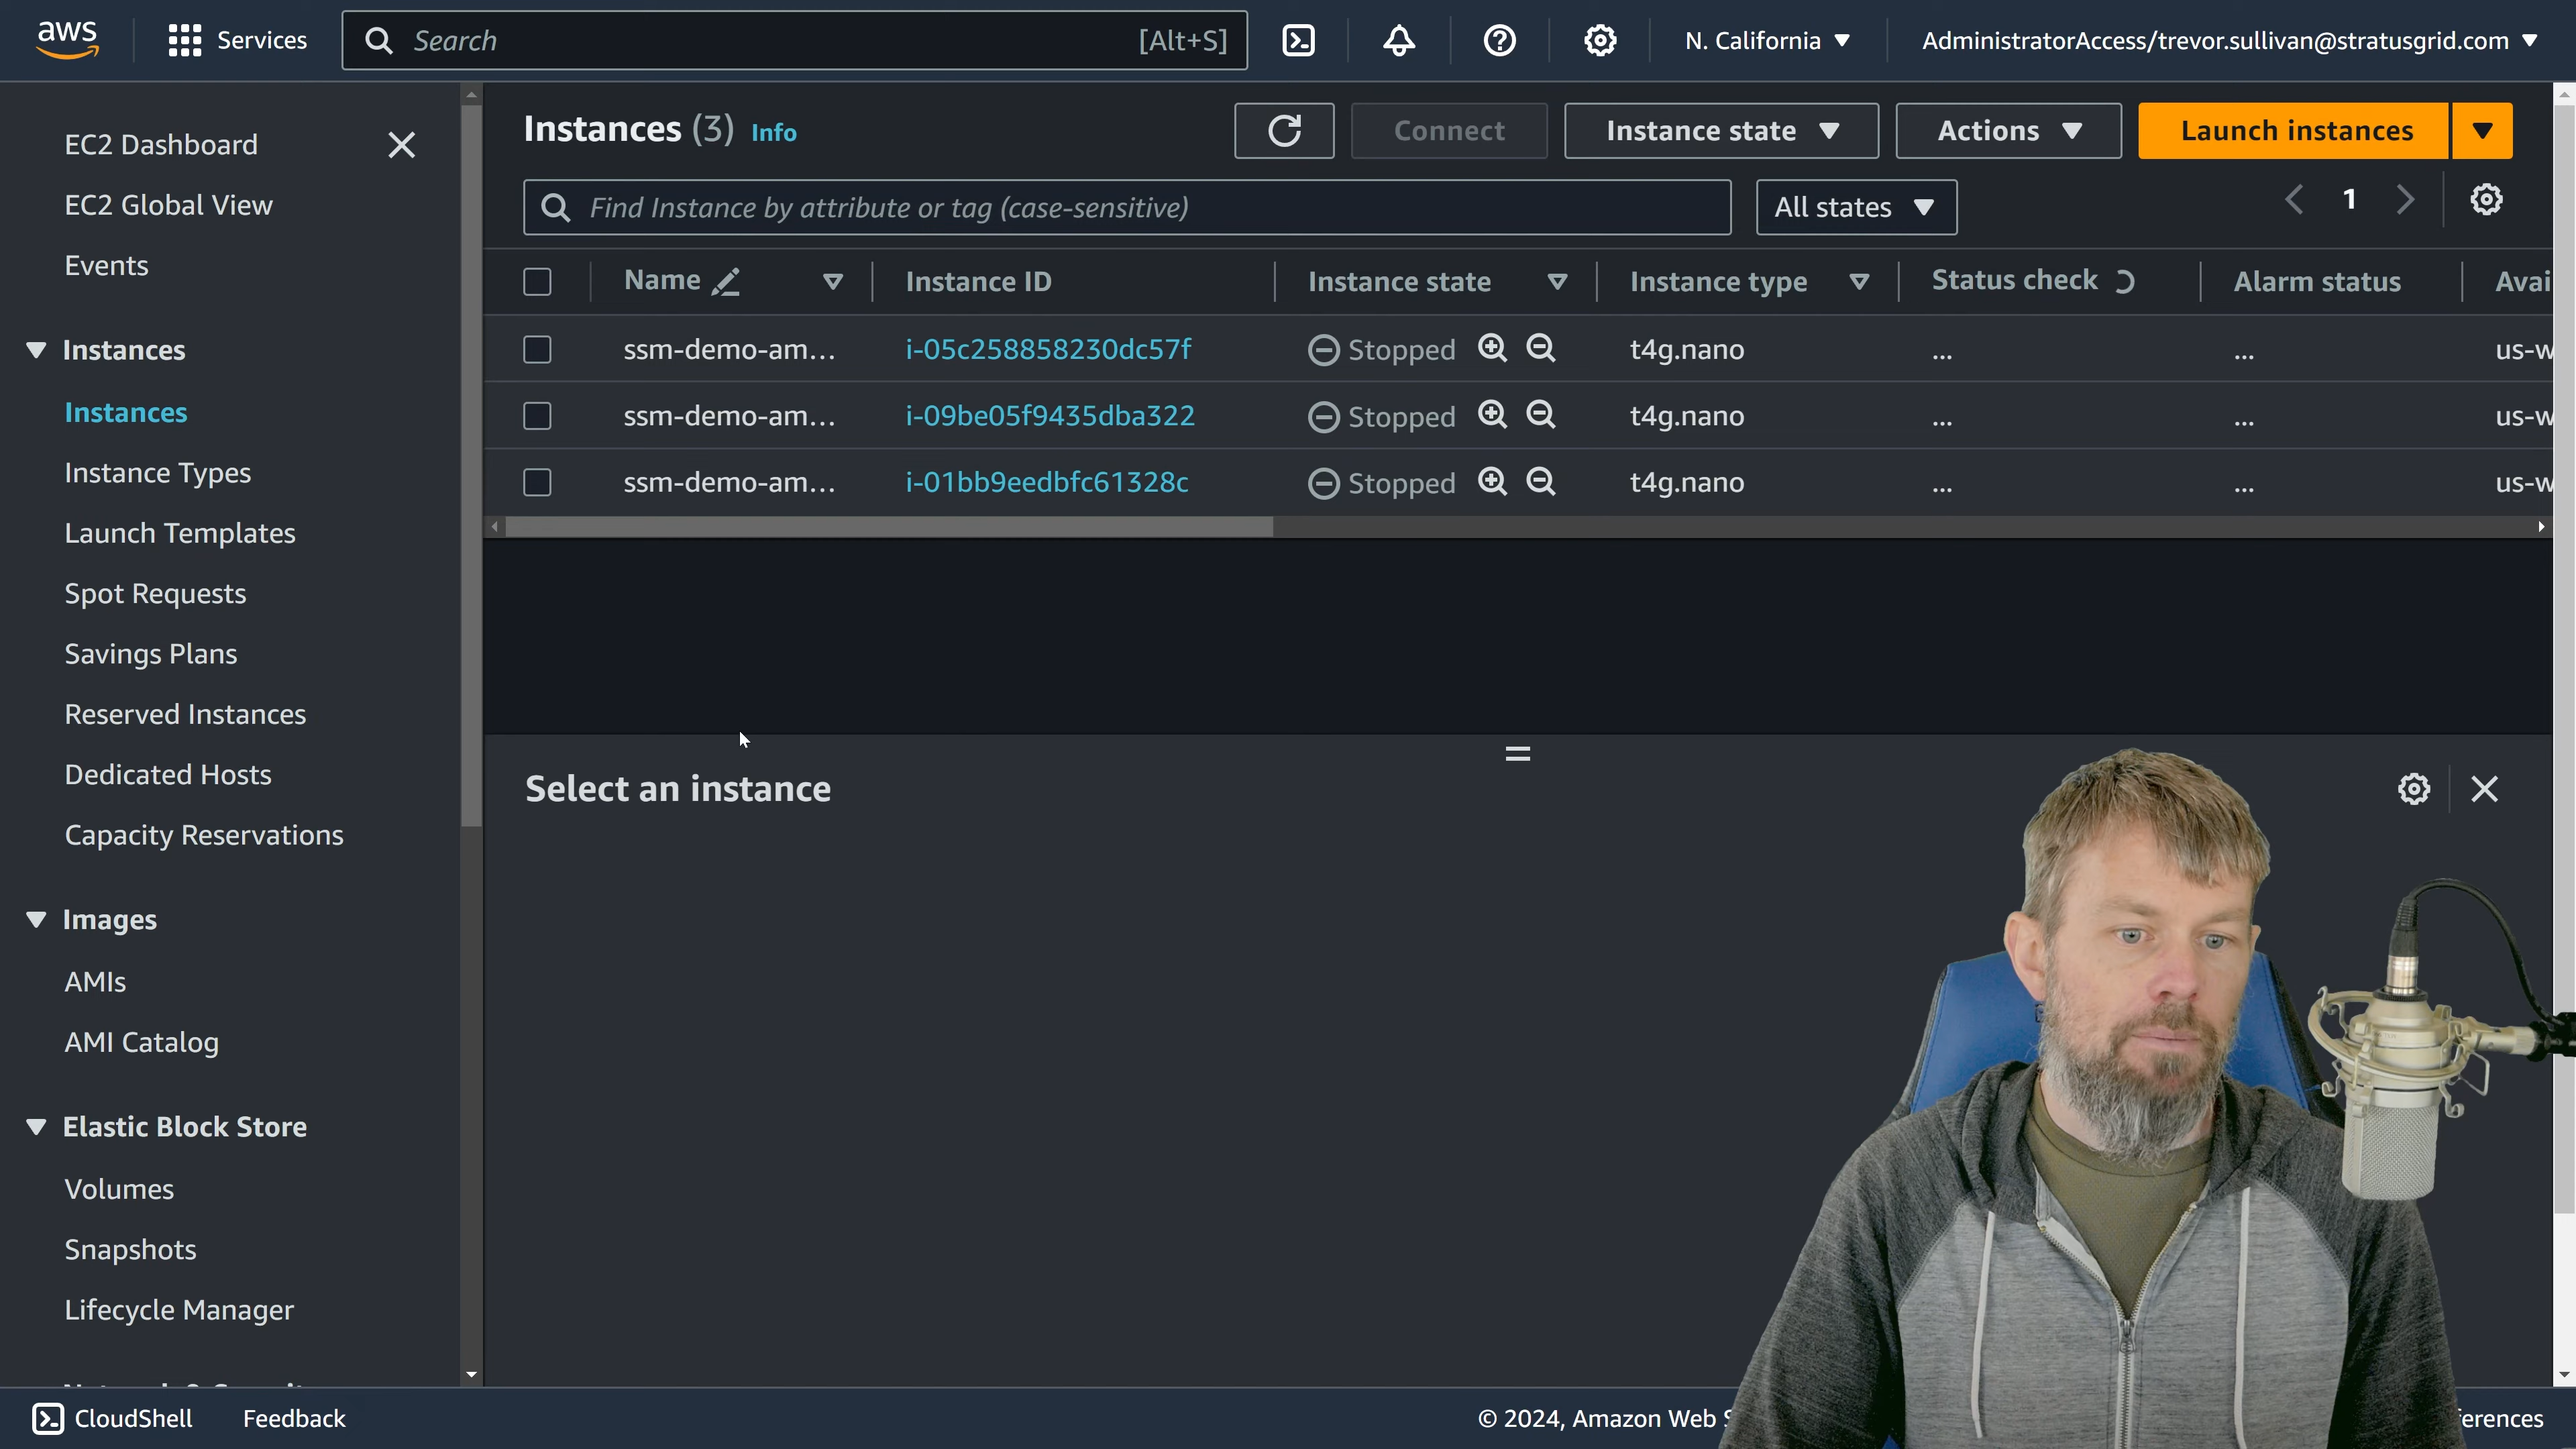 aws Services Search [Alt+S] N. California AdministratorAccess/trevor.sullivan@stratusgrid.com
EC2 Dashboard
EC2 Global View
Events
Instances
Instances
Instance Types
Launch Templates
Spot Requests
Savings Plans
Reserved Instances
Dedicated Hosts
Capacity Reservations
Images
AMIs
AMI Catalog
Elastic Block Store
Volumes
Snapshots
Lifecycle Manager
Instances (3) Info Connect Instance state Actions Launch instances
Find Instance by attribute or tag (case-sensitive) All states 1
Name Instance ID Instance state Instance type Status check Alarm status Avai
ssm-demo-am... i-05c258858230dc57f Stopped t4g.nano ... ... us-w
ssm-demo-am... i-09be05f9435dba322 Stopped t4g.nano ... ... us-w
ssm-demo-am... i-01bb9eedbfc61328c Stopped t4g.nano ... ... us-w
Select an instance
CloudShell Feedback © 2024, Amazon Web erences